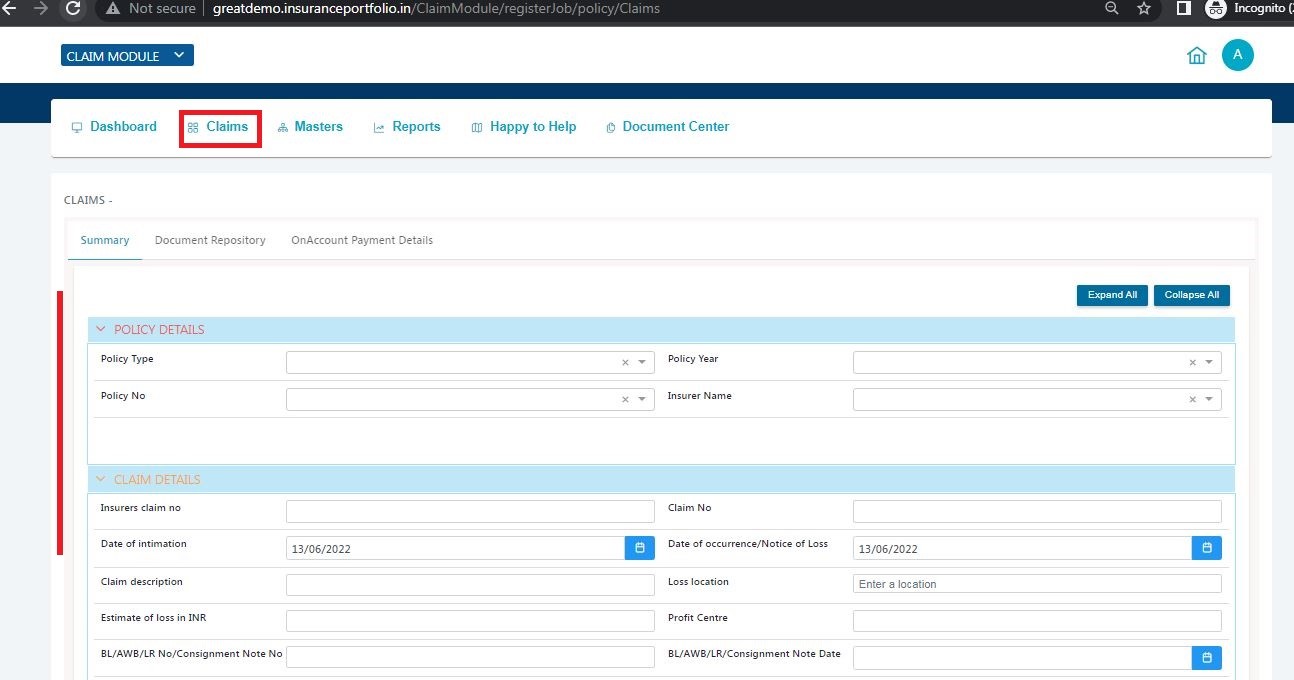 Not secure greatdemo.insuranceportfolio.in/ClaimModule/registerJob/policy/Claims Incognito (
CLAIM MODULE A
Dashboard Claims Masters Reports Happy to Help Document Center
CLAIMS -
Summary Document Repository OnAccount Payment Details
Expand All Collapse All
POLICY DETAILS
Policy Type Policy Year
Policy No Insurer Name
CLAIM DETAILS
Insurers claim no Claim No
Date of intimation 13/06/2022 Date of occurrence/Notice of Loss 13/06/2022
Claim description Loss location Enter a location
Estimate of loss in INR Profit Centre
BL/AWB/LR No/Consignment Note No BL/AWB/LR/Consignment Note Date